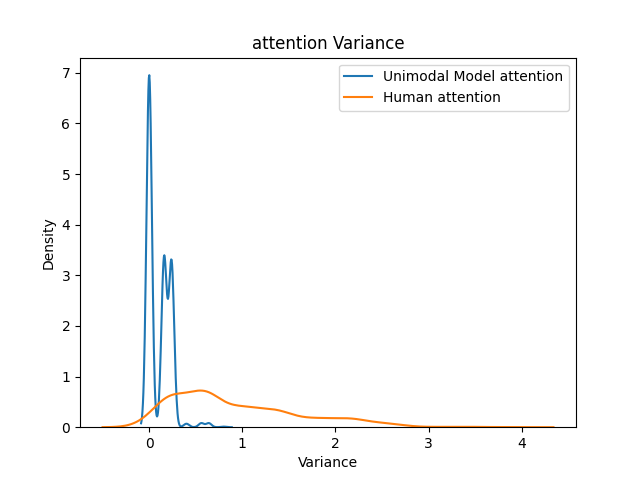 attention Variance
Unimodal Model attention
Human attention
7
6
5
4
3
2
1
0
Density
0 1 2 3 4
Variance